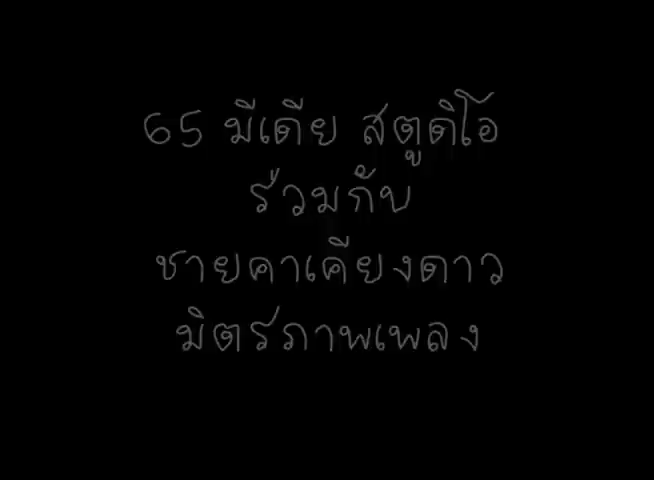 65 มีเดีย สตูดิโอ
ร่วมกับ
ชายคาเคียงดาว
มิตรภาพเพลง